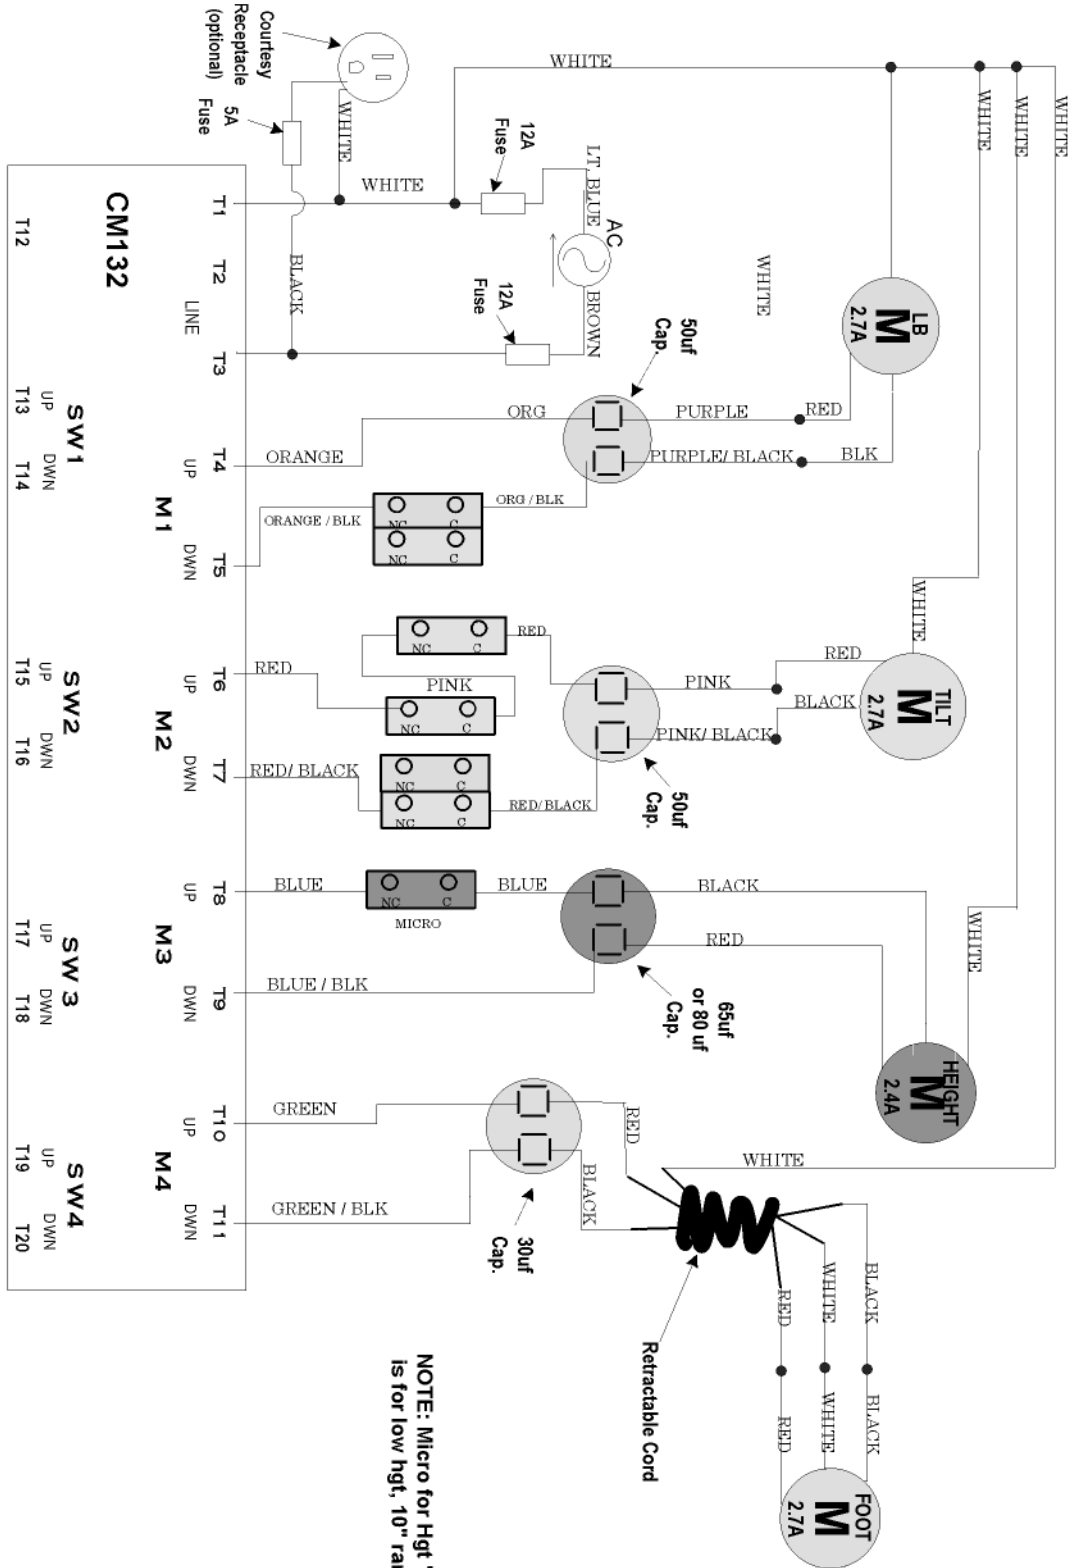 Courtesy
Receptacle
(optional)
5A
Fuse
WHITE
WHITE
WHITE
WHITE
WHITE
WHITE
12A
Fuse
LT. BLUE
AC
BROWN
12A
Fuse
WHITE
WHITE
BLACK
CM132
T12
T1
T2
LINE
T3
LB
M
2.7A
50uf
Cap.
ORG
PURPLE
RED
PURPLE/ BLACK
BLK
ORANGE
ORG / BLK
ORANGE / BLK
NC
C
NC
C
T4
UP
M1
DWN
T5
SW1
UP
T13
DWN
T14
WHITE
TILT
M
2.7A
RED
PINK
BLACK
PINK/ BLACK
50uf
Cap.
RED
NC
C
RED
PINK
NC
C
RED/ BLACK
NC
C
NC
C
RED/BLACK
T6
UP
M2
DWN
T7
SW2
UP
T15
DWN
T16
BLUE
NC
C
MICRO
BLUE
BLACK
RED
WHITE
65uf
or 80 uf
Cap.
BLUE / BLK
HEIGHT
M
2.4A
T8
UP
M3
DWN
T9
SW 3
UP
T17
DWN
T18
GREEN
GREEN / BLK
RED
BLACK
30uf
Cap.
WHITE
Retractable Cord
T10
UP
M4
DWN
T11
SW4
UP
T19
DWN
T20
BLACK
WHITE
RED
BLACK
WHITE
RED
FOOT
M
2.7A
NOTE: Micro for Hgt
is for low hgt, 10"